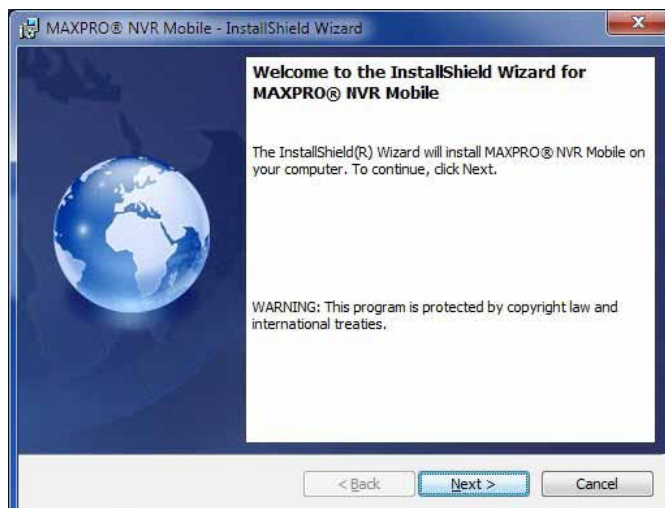 MAXPRO® NVR Mobile - InstallShield Wizard
Welcome to the InstallShield Wizard for
MAXPRO® NVR Mobile
The InstallShield(R) Wizard will install MAXPRO® NVR Mobile on
your computer. To continue, click Next.
WARNING: This program is protected by copyright law and
international treaties.
< Back
Next >
Cancel